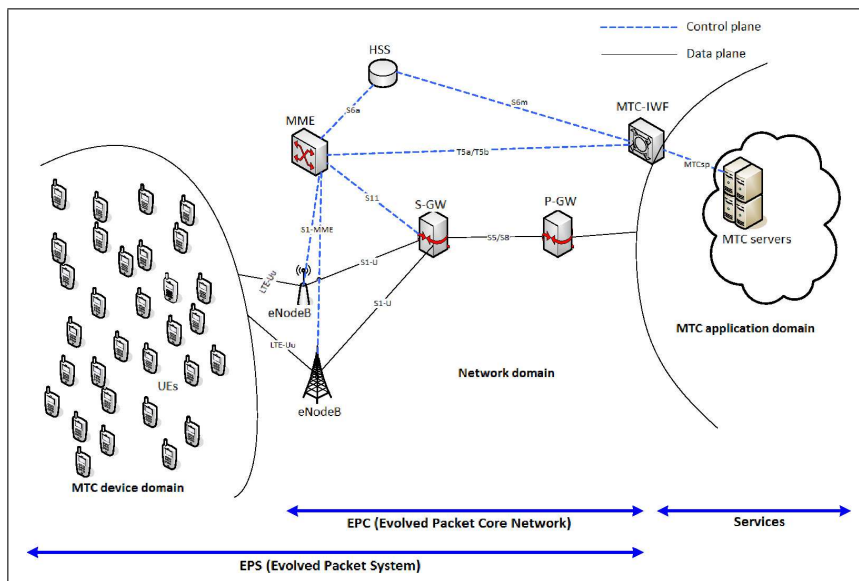 Control plane
Data plane
HSS
S6a
S6m
MTC-IWF
MME
T5a/T5b
MTCsp
S11
S-GW
P-GW
S1-MME
S5/S8
MTC servers
LTE-Uu
S1-U
eNodeB
S1-U
MTC application domain
LTE-Uu
Network domain
UEs
eNodeB
MTC device domain
EPC (Evolved Packet Core Network)
Services
EPS (Evolved Packet System)